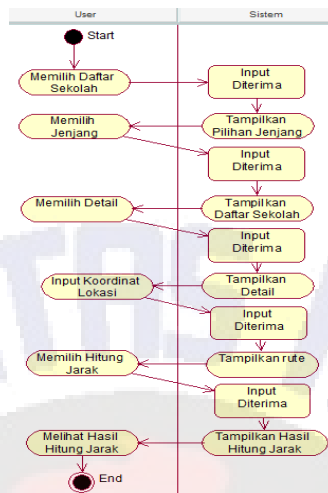 User
Sistem
Start
Memilih Daftar
Sekolah
Input
Diterima
Memilih
Jenjang
Tampilkan
Pilihan Jenjang
Input
Diterima
Memilih Detail
Tampilkan
Daftar Sekolah
Input
Diterima
Input Koordinat
Lokasi
Tampilkan
Detail
Input
Diterima
Memilih Hitung
Jarak
Tampilkan rute
Input
Diterima
Melihat Hasil
Hitung Jarak
Tampilkan Hasil
Hitung Jarak
End